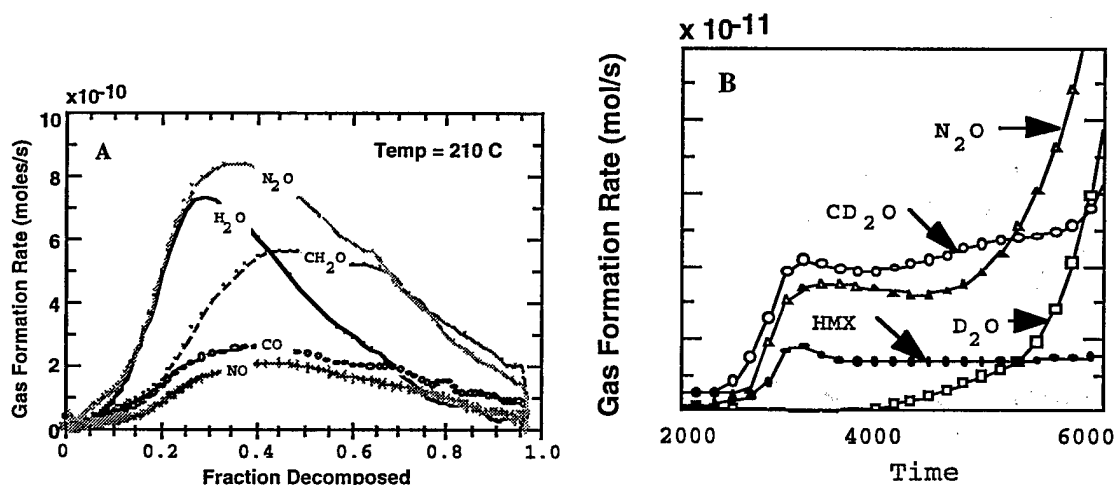 x10-10
10
8
6
4
2
0
Gas Formation Rate (moles/s)
A
Temp = 210 C
N2O
H2O
CH2O
CO
NO
0 0.2 0.4 0.6 0.8 1.0
Fraction Decomposed
x 10-11
Gas Formation Rate (mol/s)
B
N2O
CD2O
HMX
D2O
2000 4000 6000
Time